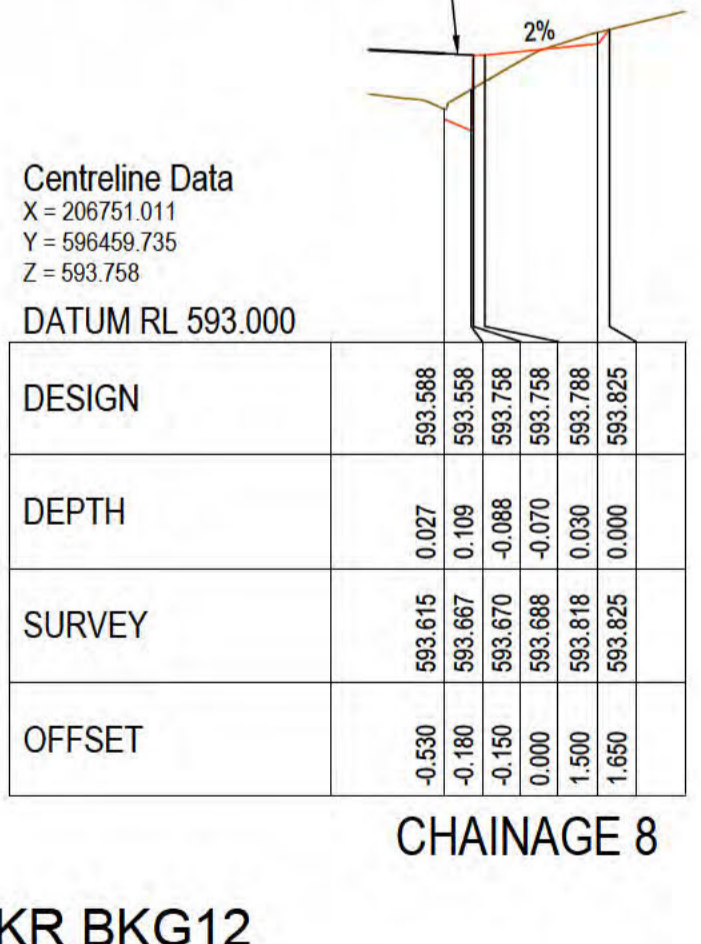 2%
Centreline Data
X = 206751.011
Y = 596459.735
Z = 593.758
DATUM RL 593.000
DESIGN 593.588 593.558 593.758 593.758 593.788 593.825
DEPTH 0.027 0.109 -0.088 -0.070 0.030 0.000
SURVEY 593.615 593.667 593.670 593.688 593.818 593.825
OFFSET -0.530 -0.180 -0.150 0.000 1.500 1.650
CHAINAGE 8
KR BKG12